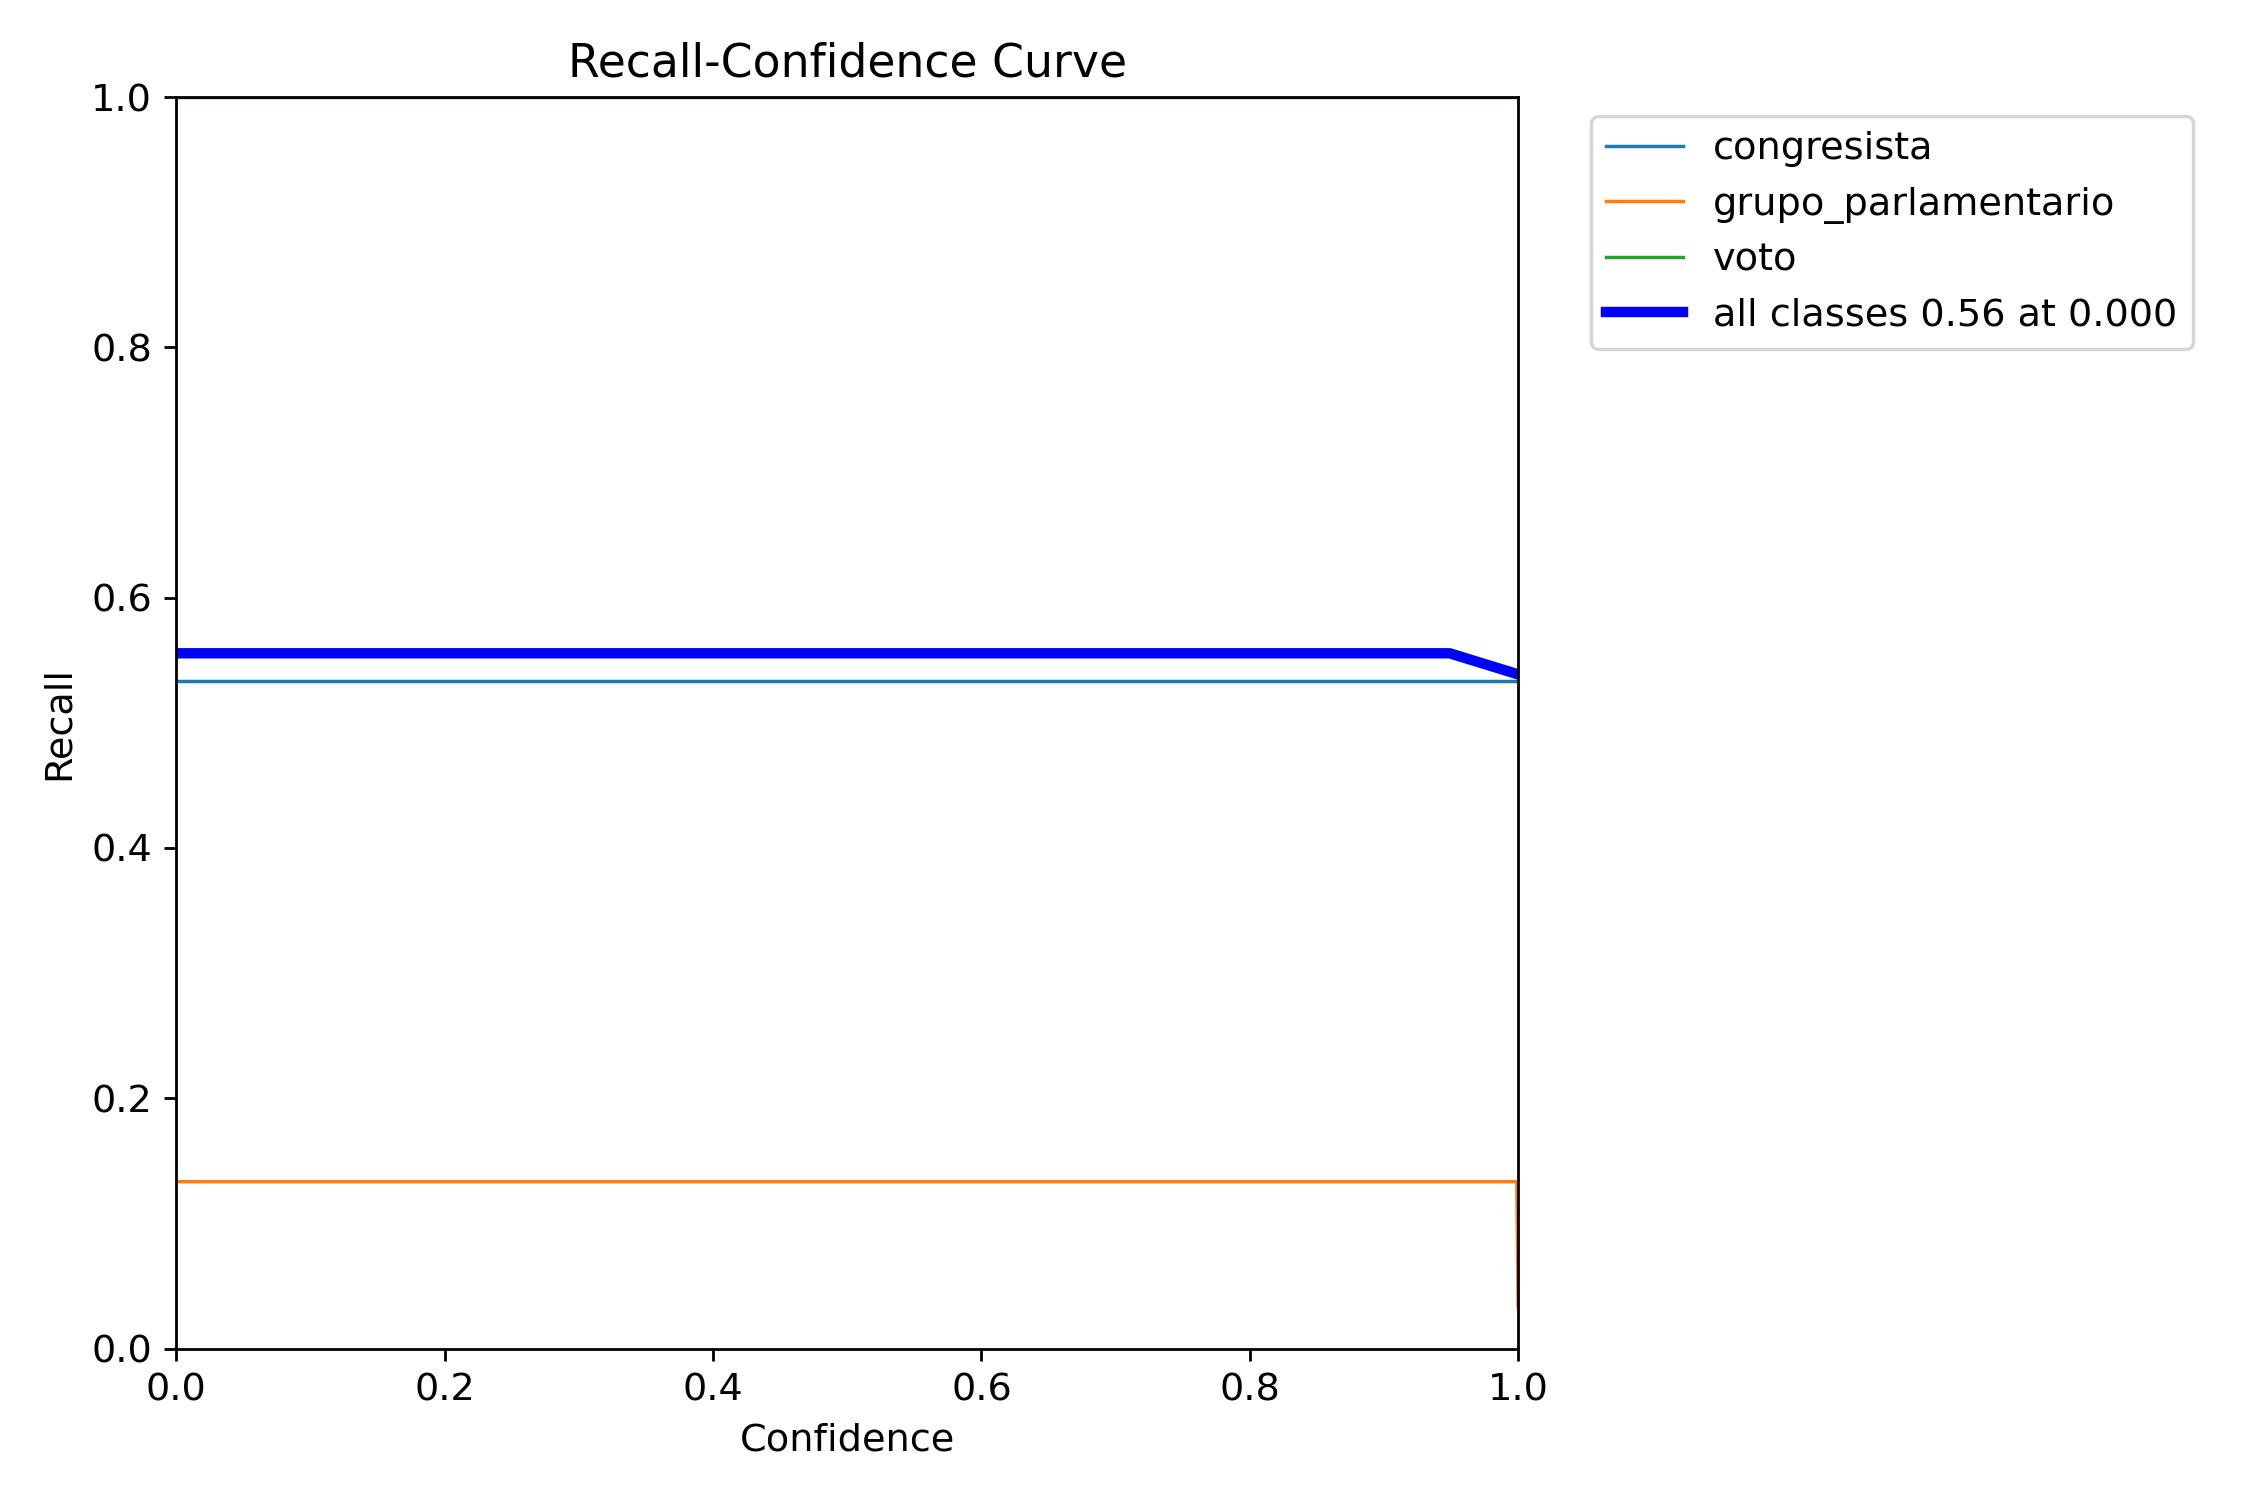 Recall-Confidence Curve
1.0
0.8
0.6
0.4
0.2
0.0
Recall
0.0 0.2 0.4 0.6 0.8 1.0
Confidence
congresista
grupo_parlamentario
voto
all classes 0.56 at 0.000